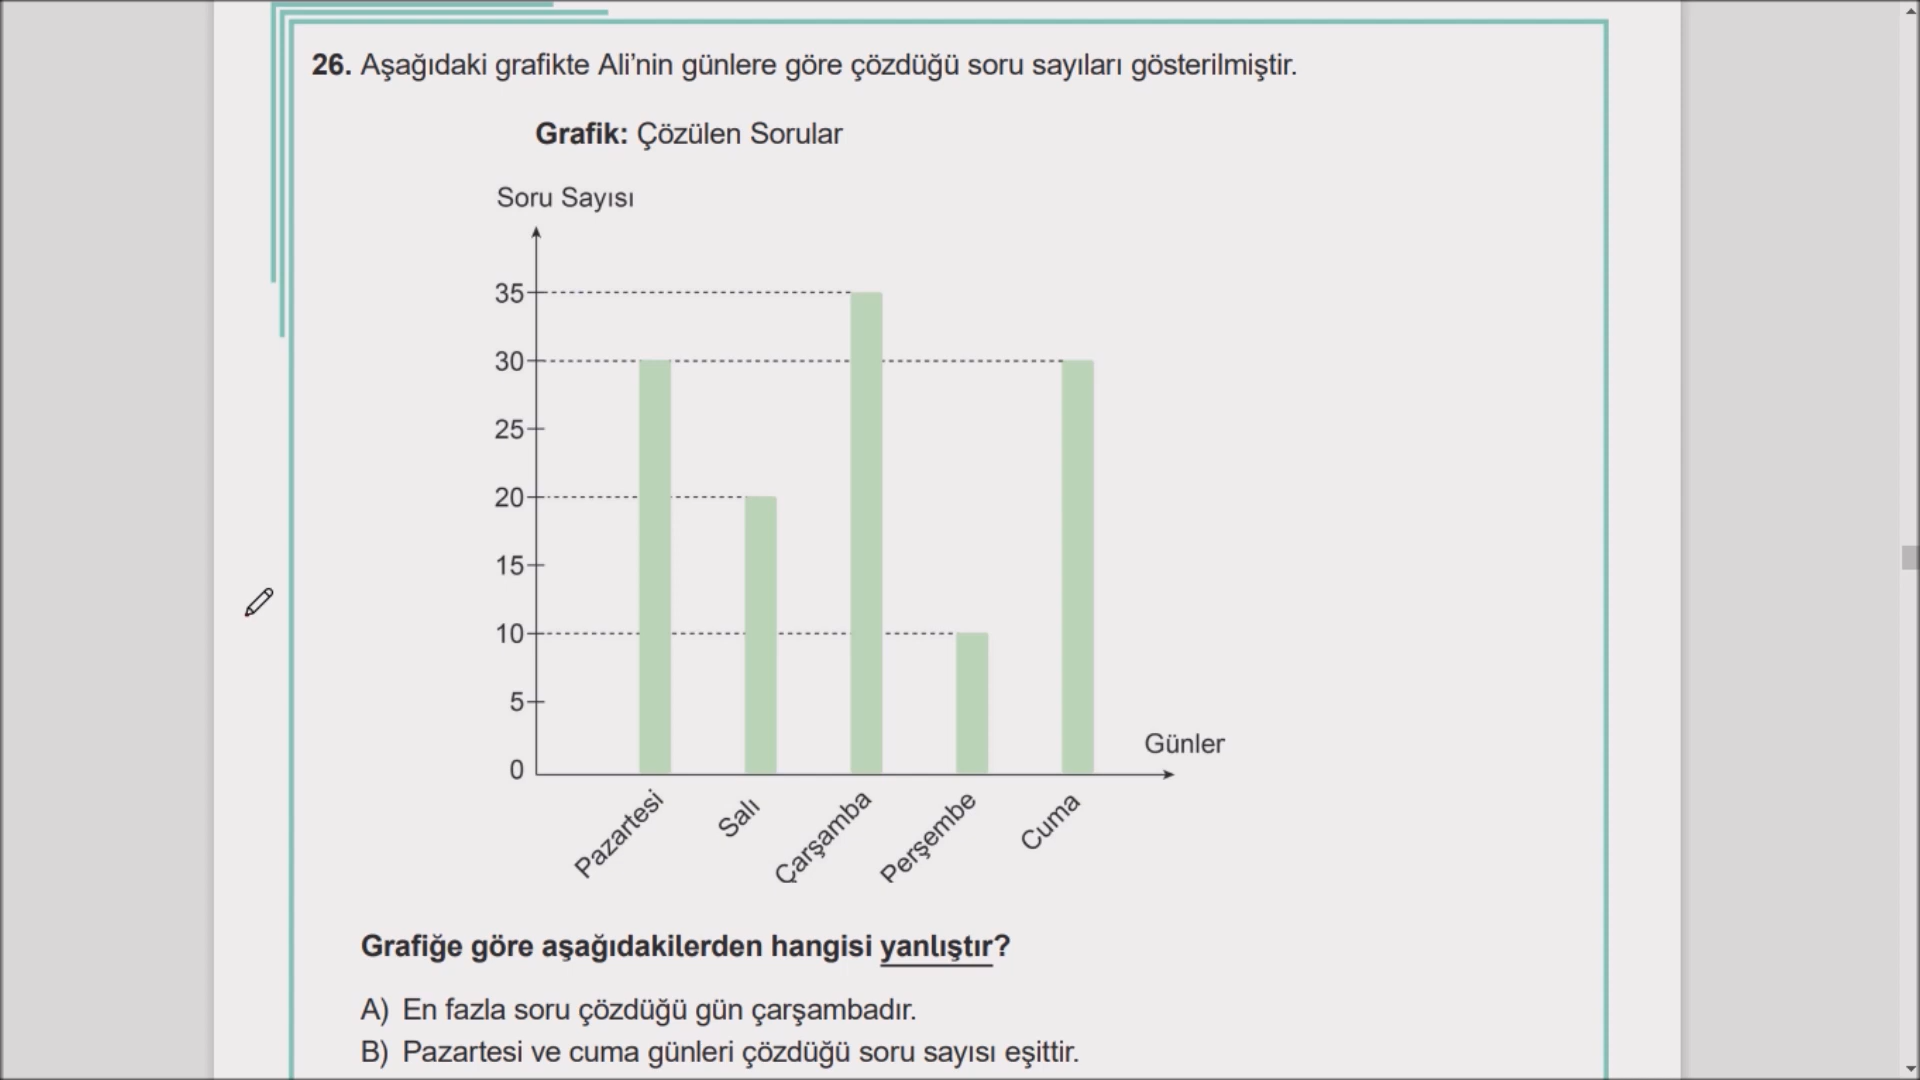 26. Aşağıdaki grafikte Ali’nin günlere göre çözdüğü soru sayıları gösterilmiştir.
Grafik: Çözülen Sorular
Soru Sayısı
35
30
25
20
15
10
5
0
Günler
Pazartesi
Salı
Çarşamba
Perşembe
Cuma
Grafiğe göre aşağıdakilerden hangisi yanlıştır?
A) En fazla soru çözdüğü gün çarşambadır.
B) Pazartesi ve cuma günleri çözdüğü soru sayısı eşittir.